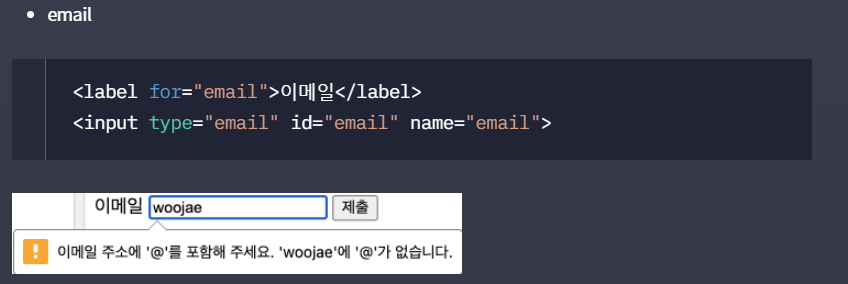 email
<label for="email">이메일</label>
<input type="email" id="email" name="email">
이메일 woojae 제출
이메일 주소에 '@'를 포함해 주세요. 'woojae'에 '@'가 없습니다.